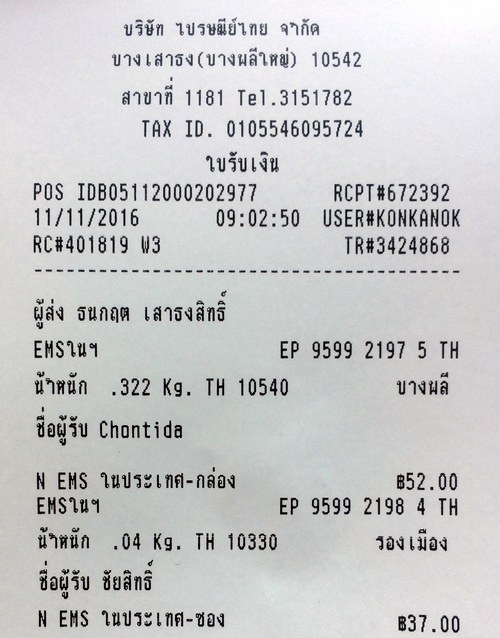 บริษัท ไปรษณีย์ไทย จำกัด
บางเสาธง(บางพลีใหญ่) 10542
สาขาที่ 1181 Tel.3151782
TAX ID. 0105546095724
ใบรับเงิน
POS IDB05112000202977 RCPT#672392
11/11/2016 09:02:50 USER#KONKANOK
RC#401819 W3 TR#3424868
ผู้ส่ง ธนกฤต เสาธงสิทธิ์
EMSในฯ EP 9599 2197 5 TH
น้ำหนัก .322 Kg. TH 10540 บางพลี
ชื่อผู้รับ Chontida
N EMS ในประเทศ-กล่อง ฿52.00
EMSในฯ EP 9599 2198 4 TH
น้ำหนัก .04 Kg. TH 10330 รองเมือง
ชื่อผู้รับ ชัยสิทธิ์
N EMS ในประเทศ-ซอง ฿37.00